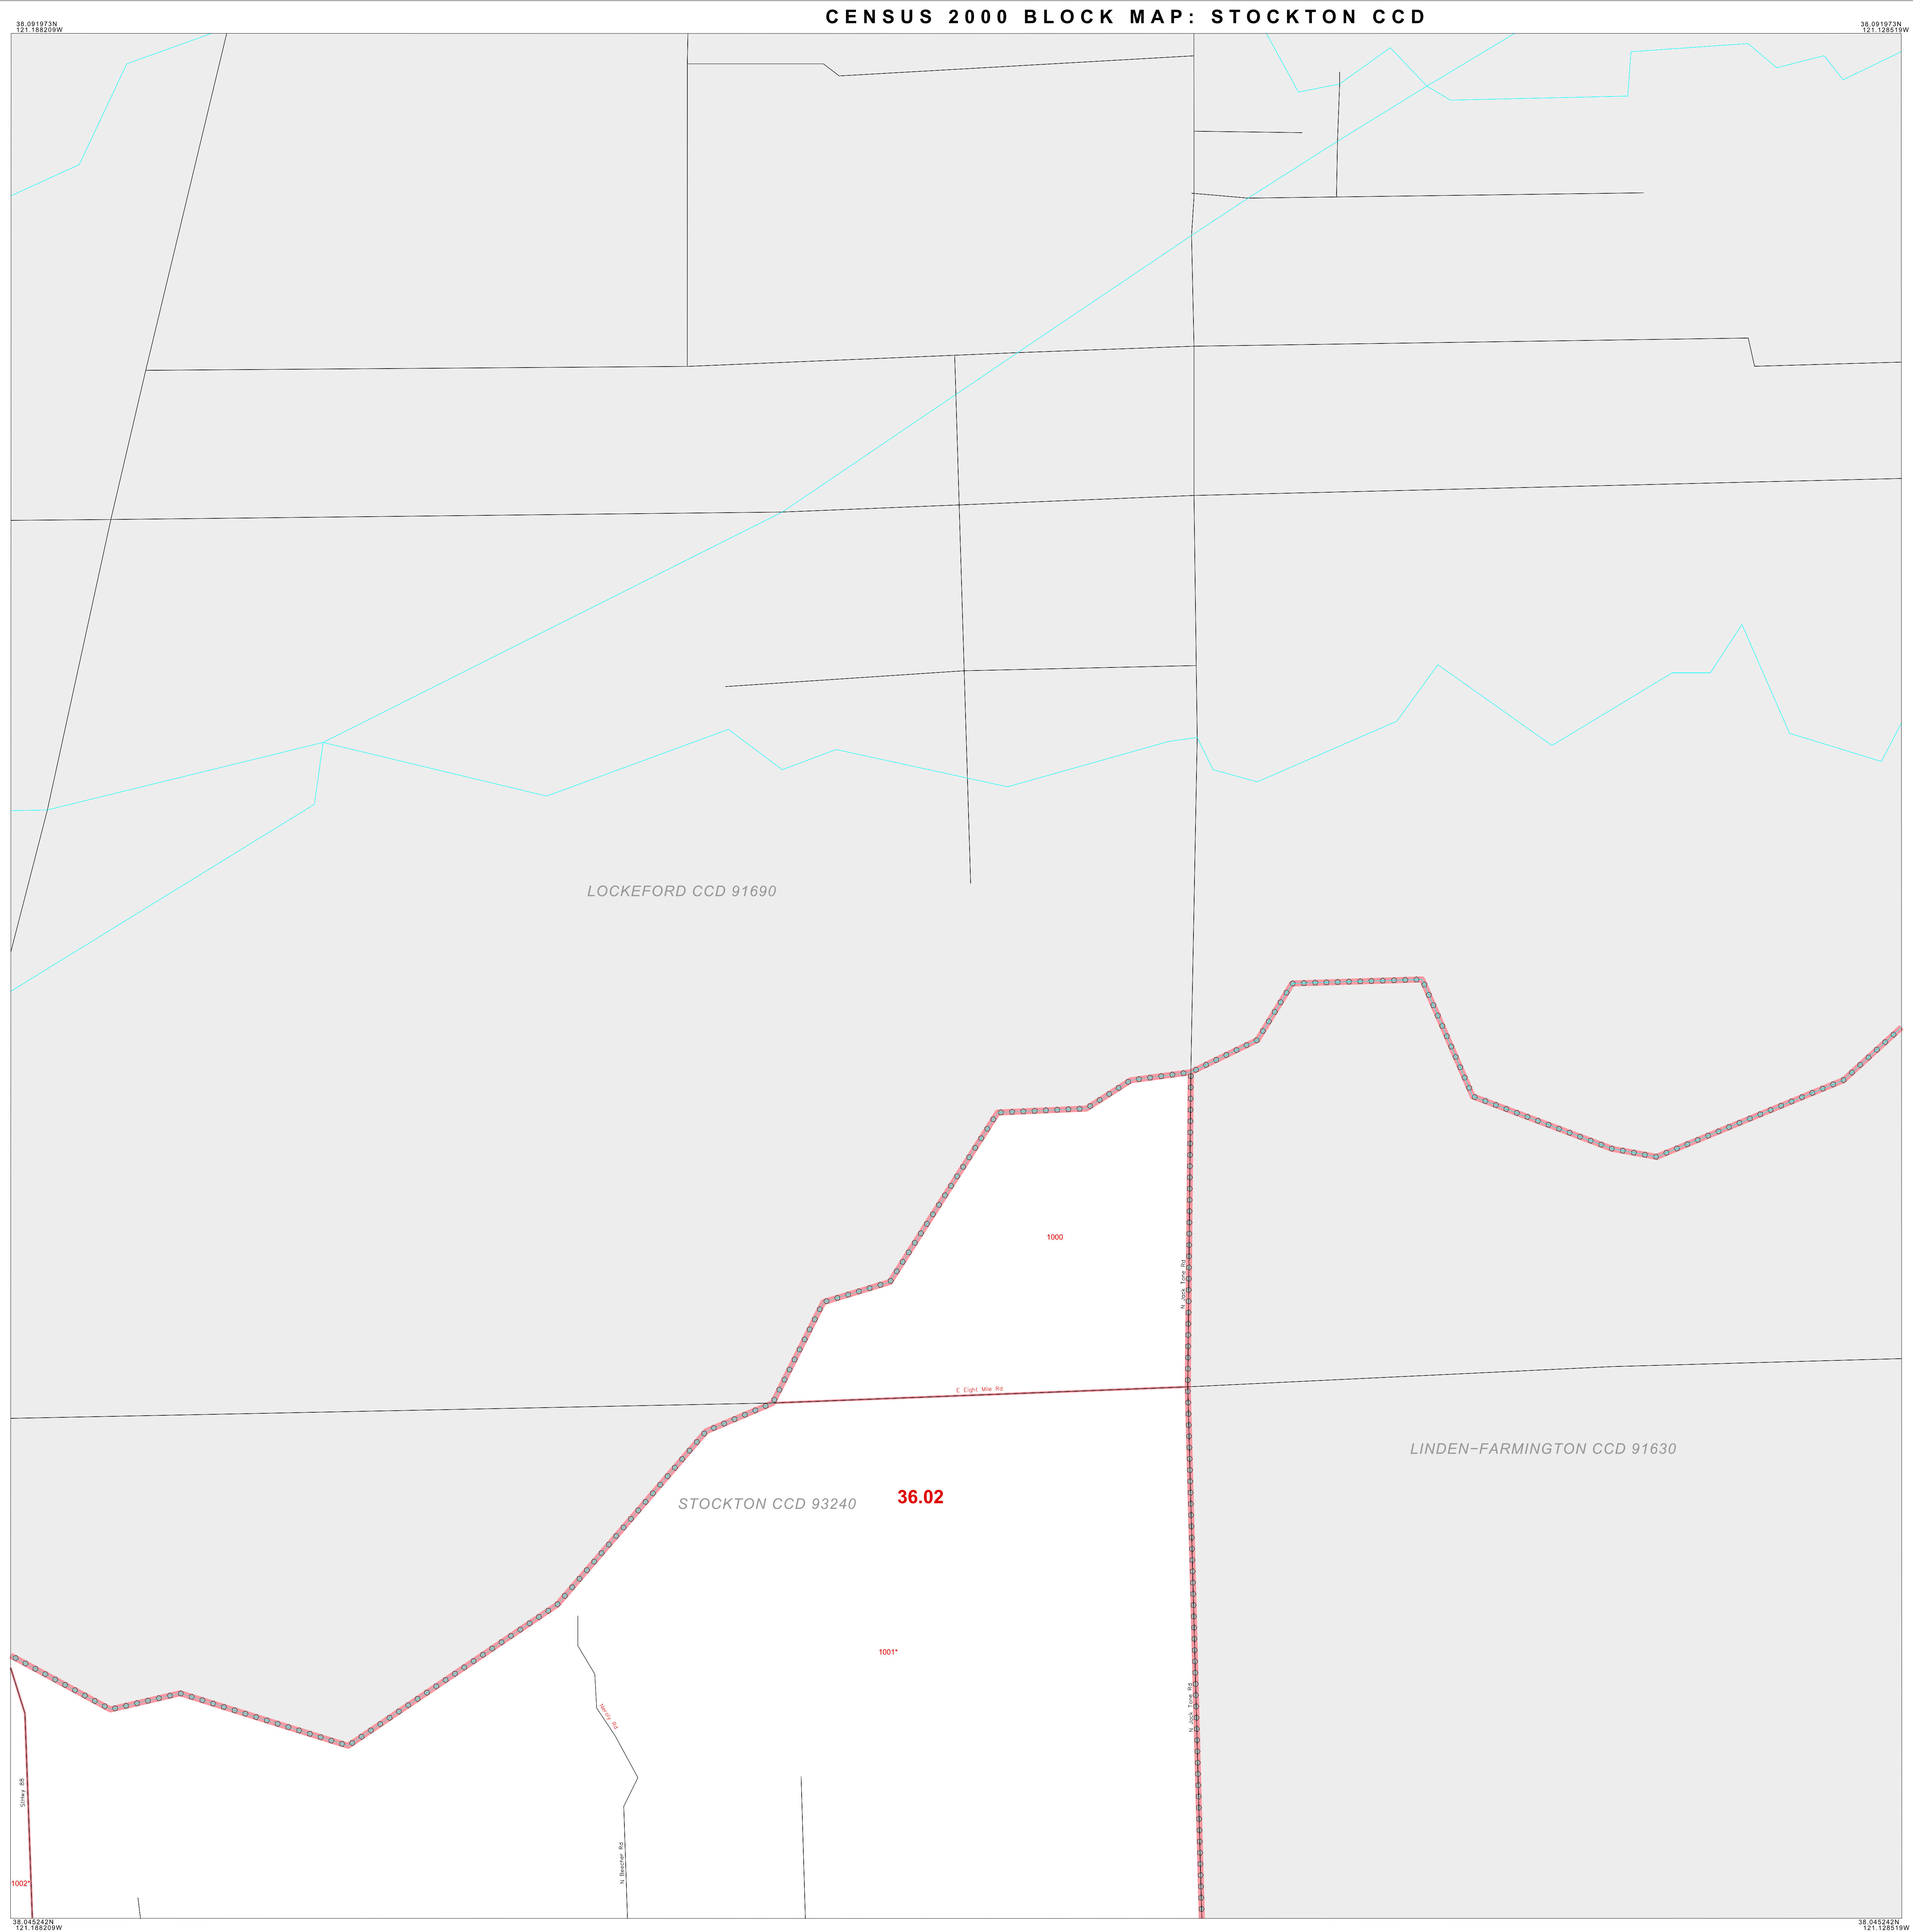 CENSUS 2000 BLOCK MAP: STOCKTON CCD
38.091973N
121.188209W
38.091973N
121.128519W
LOCKEFORD CCD 91690
1000
N Jack Tone Rd
E Eight Mile Rd
LINDEN-FARMINGTON CCD 91630
STOCKTON CCD 93240
36.02
1001*
N Jack Tone Rd
StHwy 88
N Beecher Rd
1002*
38.045242N
121.188209W
38.045242N
121.128519W